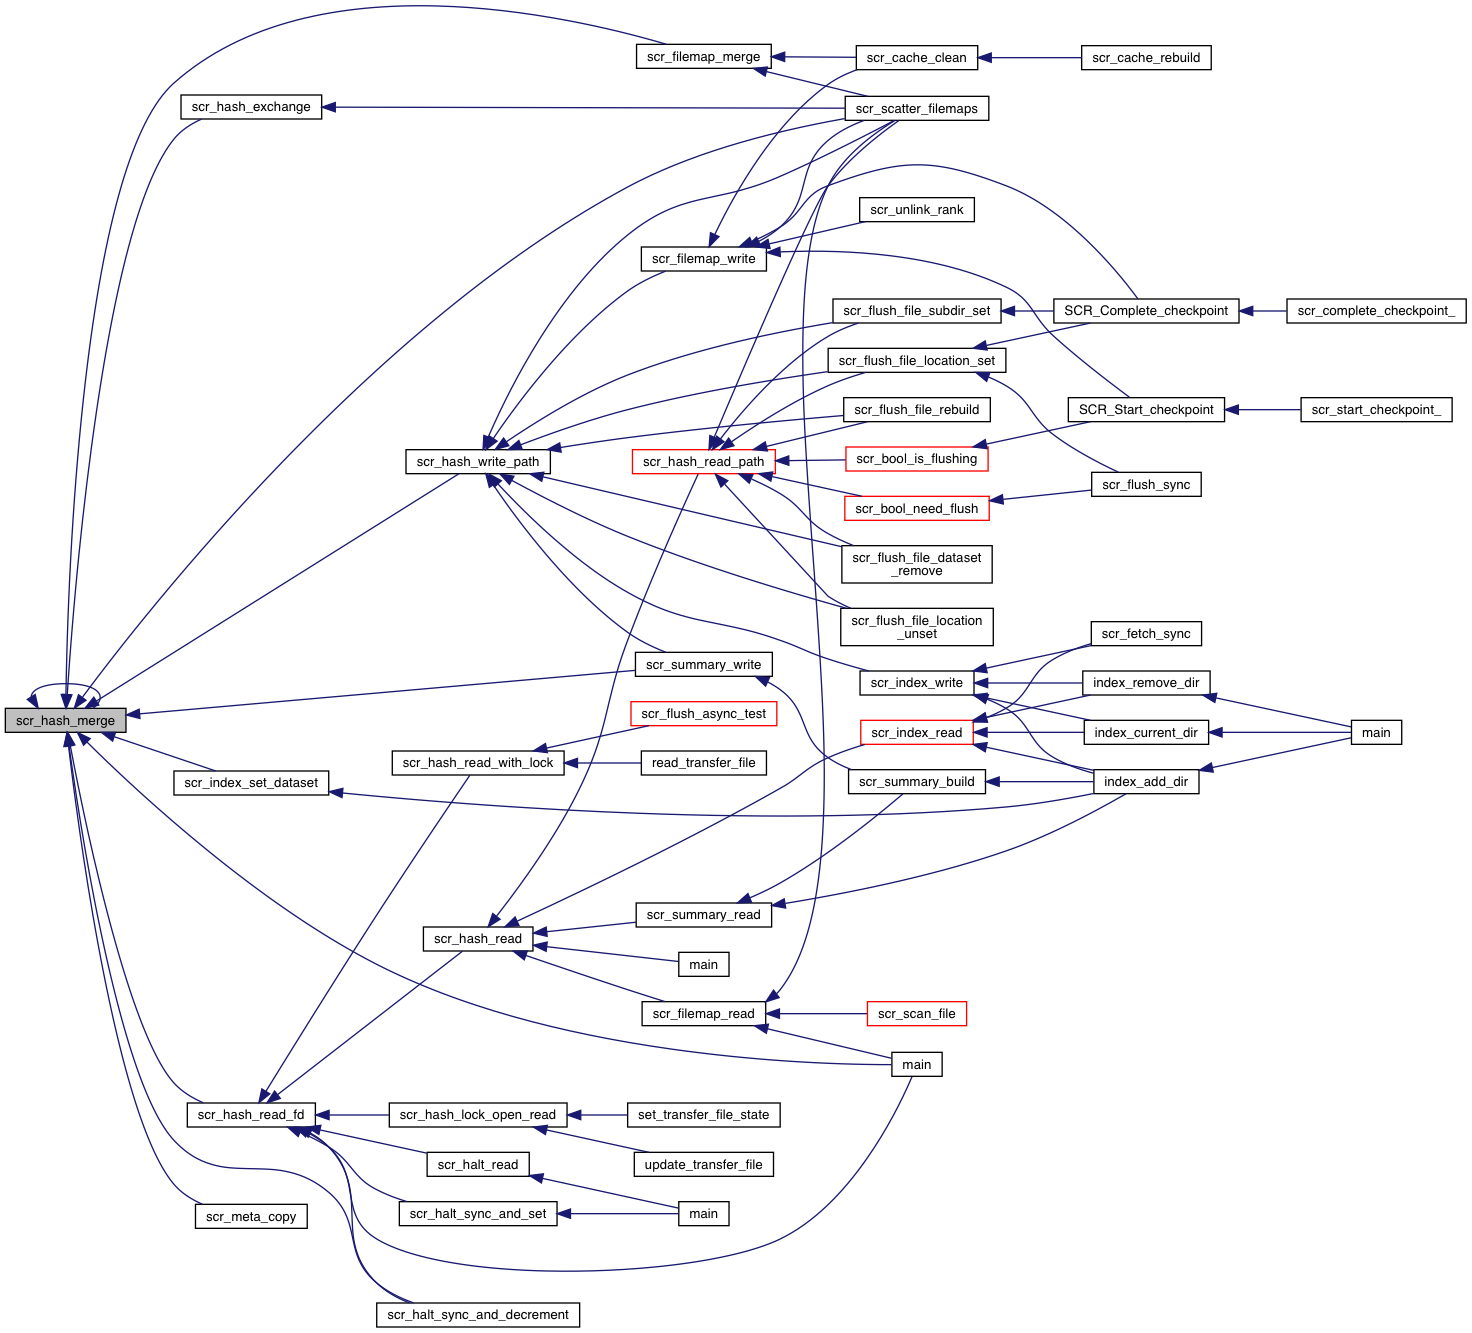 scr_filemap_merge
scr_cache_clean
scr_cache_rebuild
scr_hash_exchange
scr_scatter_filemaps
scr_unlink_rank
scr_filemap_write
scr_flush_file_subdir_set
SCR_Complete_checkpoint
scr_complete_checkpoint_
scr_flush_file_location_set
scr_flush_file_rebuild
SCR_Start_checkpoint
scr_start_checkpoint_
scr_hash_write_path
scr_hash_read_path
scr_bool_is_flushing
scr_flush_sync
scr_bool_need_flush
scr_flush_file_dataset
_remove
scr_flush_file_location
_unset
scr_fetch_sync
scr_summary_write
scr_index_write
index_remove_dir
scr_hash_merge
scr_flush_async_test
scr_index_read
index_current_dir
main
scr_hash_read_with_lock
read_transfer_file
scr_index_set_dataset
scr_summary_build
index_add_dir
scr_summary_read
scr_hash_read
main
scr_filemap_read
scr_scan_file
main
scr_hash_read_fd
scr_hash_lock_open_read
set_transfer_file_state
scr_halt_read
update_transfer_file
scr_meta_copy
scr_halt_sync_and_set
main
scr_halt_sync_and_decrement